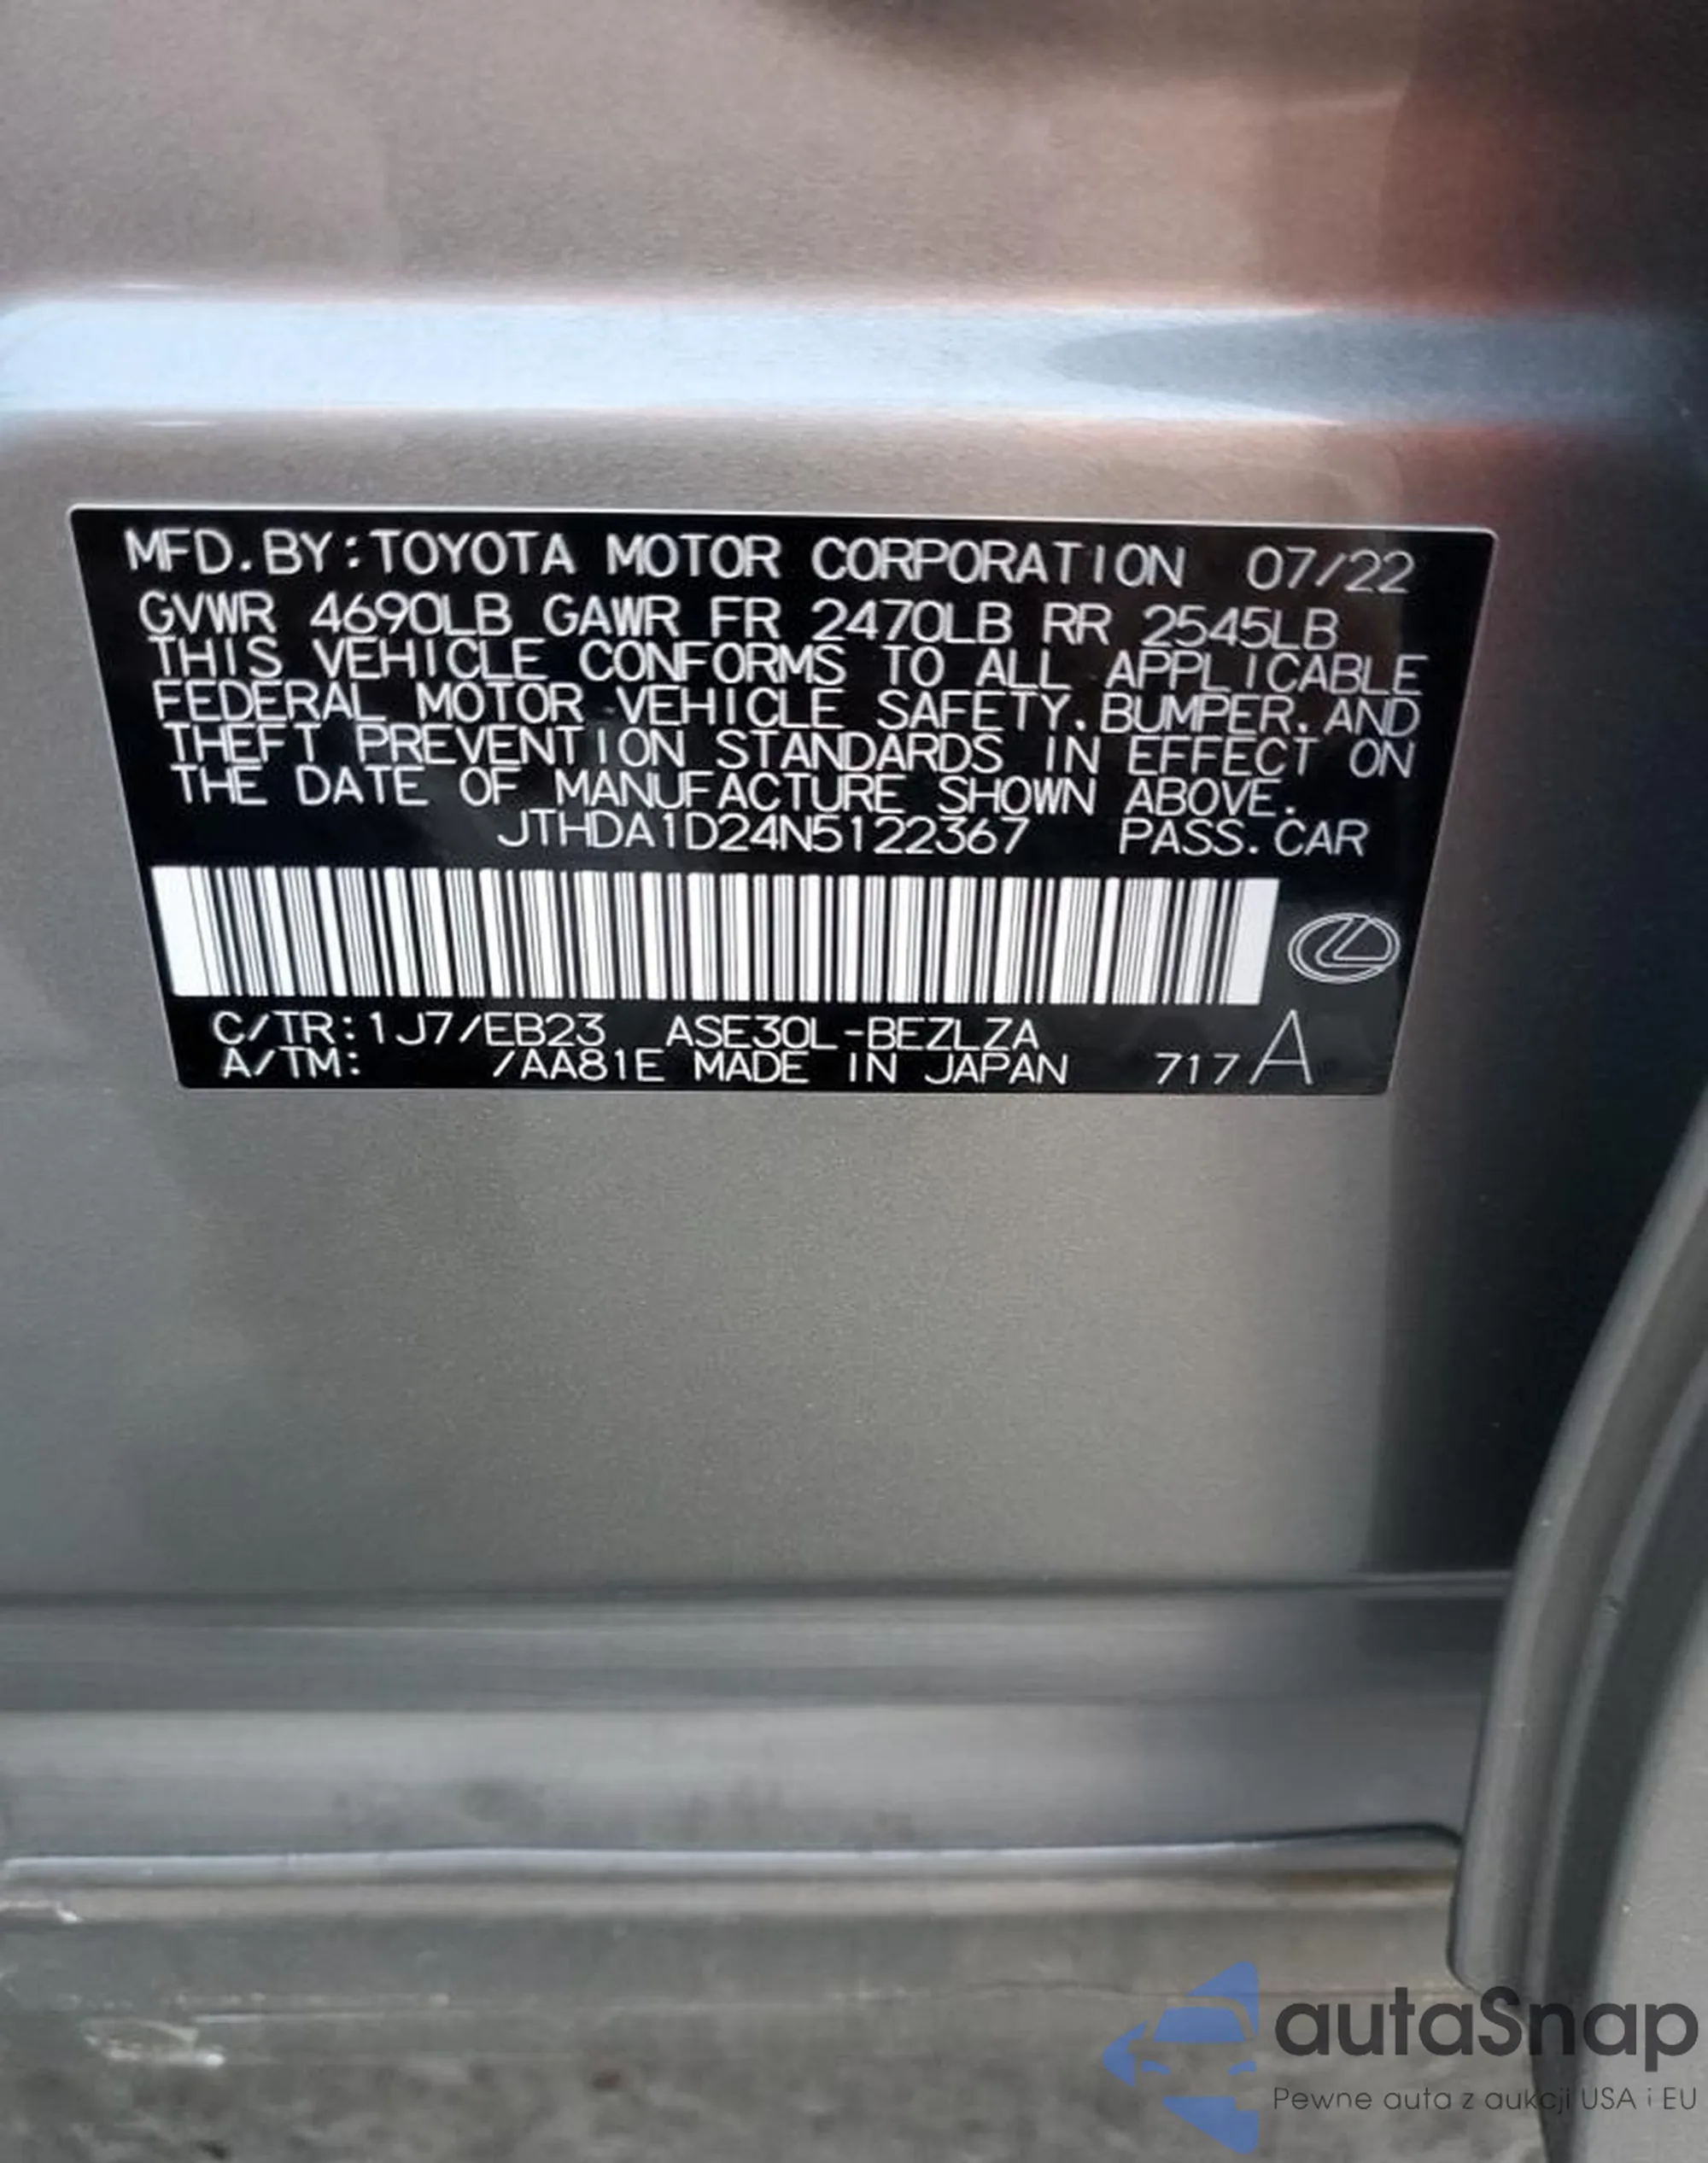 MFD.BY:TOYOTA MOTOR CORPORATION 07/22
GVWR 4690LB GAWR FR 2470LB RR 2545LB
THIS VEHICLE CONFORMS TO ALL APPLICABLE
FEDERAL MOTOR VEHICLE SAFETY,BUMPER,AND
THEFT PREVENTION STANDARDS IN EFFECT ON
THE DATE OF MANUFACTURE SHOWN ABOVE.
JTHDA1D24N5122367 PASS.CAR
C/TR:1J7/EB23 ASE30L-BEZLZA
A/TM: /AA81E MADE IN JAPAN 717A
autaSnap
Pewne auta z aukcji USA i EU